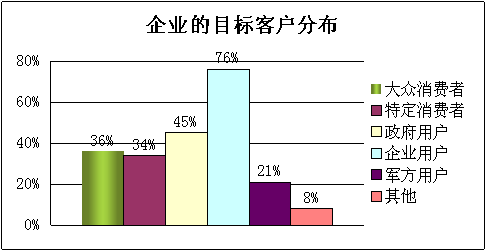 企业的目标客户分布
80%
60%
40%
20%
0%
36%
34%
45%
76%
21%
8%
大众消费者
特定消费者
政府用户
企业用户
军方用户
其他